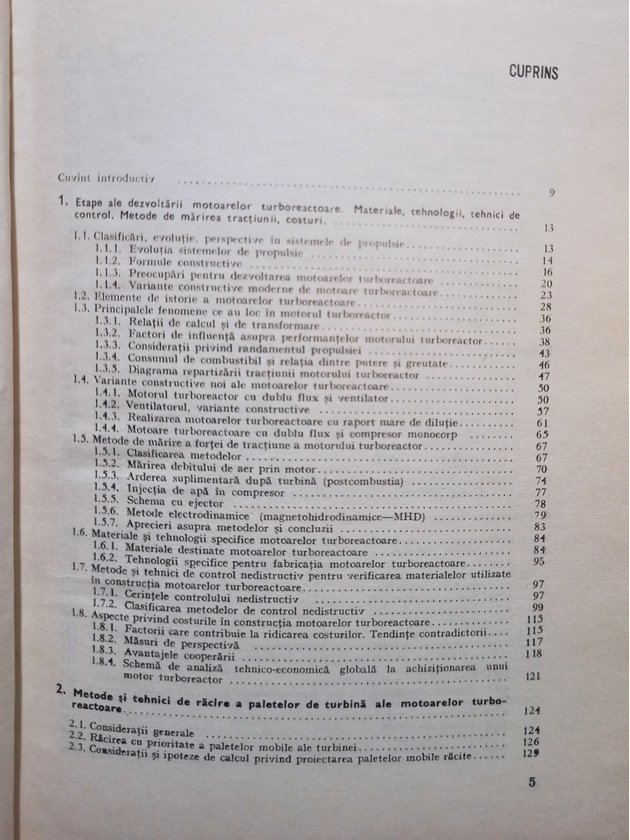 CUPRINS
Cuvînt introductiv 9
1. Etape ale dezvoltării motoarelor turboreactoare. Materiale, tehnologii, tehnici de
control. Metode de mărirea tracțiunii, costuri. 13
1.1. Clasificări, evoluție, perspective în sistemele de propulsie 13
1.1.1. Evoluția sistemelor de propulsie 14
1.1.2. Formule constructive 16
1.1.3. Preocupări pentru dezvoltarea motoarelor turboreactoare 20
1.1.4. Variante constructive moderne de motoare turboreactoare 23
1.2. Elemente de istorie a motoarelor turboreactoare 28
1.3. Principalele fenomene ce au loc în motorul turboreactor 36
1.3.1. Relații de calcul și de transformare 36
1.3.2. Factori de influență asupra performanțelor motorului turboreactor 38
1.3.3. Considerații privind randamentul propulsiei 43
1.3.4. Consumul de combustibil și relația dintre putere și greutate 46
1.3.5. Diagrama repartizării tracțiunii motorului turboreactor 47
1.4. Variante constructive noi ale motoarelor turboreactoare 50
1.4.1. Motorul turboreactor cu dublu flux și ventilator 50
1.4.2. Ventilatorul, variante constructive 57
1.4.3. Realizarea motoarelor turboreactoare cu raport mare de diluție 61
1.4.4. Motoare turboreactoare cu dublu flux și compresor monocorp 65
1.5. Metode de mărire a forței de tracțiune a motorului turboreactor 67
1.5.1. Clasificarea metodelor 67
1.5.2. Mărirea debitului de aer prin motor 70
1.5.3. Arderea suplimentară după turbină (postcombustia) 74
1.5.4. Injecția de apă în compresor 77
1.5.5. Schema cu ejector 78
1.5.6. Metode electrodinamice (magnetohidrodinamice—MHD) 79
1.5.7. Aprecieri asupra metodelor și concluzii 83
1.6. Materiale și tehnologii specifice motoarelor turboreactoare 84
1.6.1. Materiale destinate motoarelor turboreactoare 84
1.6.2. Tehnologii specifice pentru fabricația motoarelor turboreactoare 95
1.7. Metode și tehnici de control nedistructiv pentru verificarea materialelor utilizate
în construcția motoarelor turboreactoare 97
1.7.1. Cerințele controlului nedistructiv 97
1.7.2. Clasificarea metodelor de control nedistructiv 99
1.8. Aspecte privind costurile în construcția motoarelor turboreactoare 115
1.8.1. Factorii care contribuie la ridicarea costurilor. Tendințe contradictorii 115
1.8.2. Măsuri de perspectivă 117
1.8.3. Avantajele cooperării 118
1.8.4. Schemă de analiză tehnico-economică globală la achiziționarea unui
motor turboreactor 121
2. Metode și tehnici de răcire a paletelor de turbină ale motoarelor turbo-
reactoare 124
2.1. Considerații generale 124
2.2. Răcirea cu prioritate a paletelor mobile ale turbinei 126
2.3. Considerații și ipoteze de calcul privind proiectarea paletelor mobile răcite 129
5